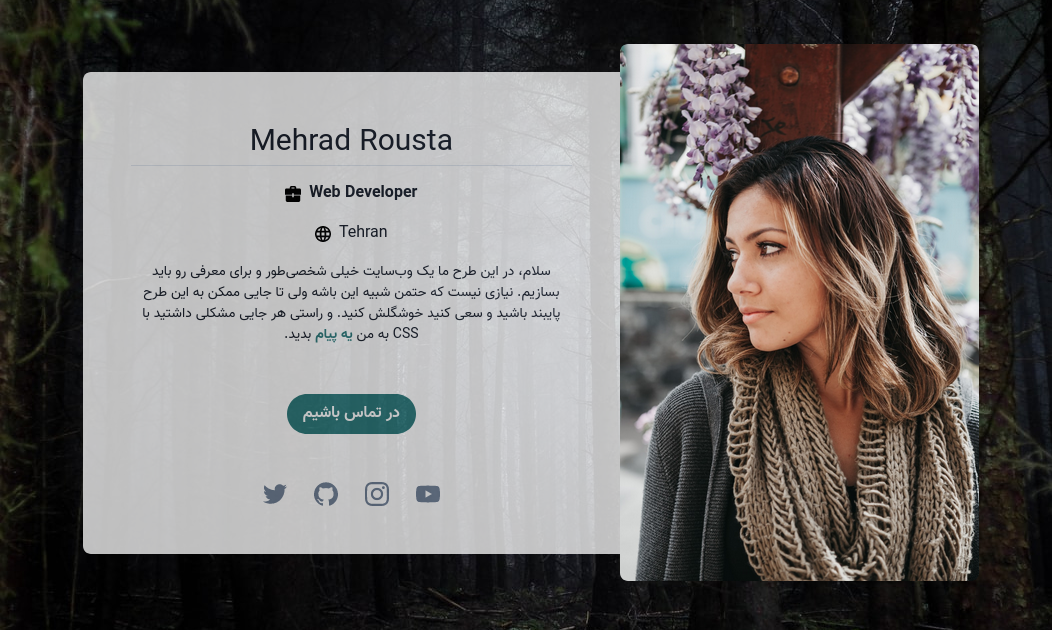 Mehrad Rousta
Web Developer
Tehran
سلام، در این طرح ما یک وب‌سایت خیلی شخصی‌طور و برای معرفی رو باید
بسازیم. نیازی نیست که حتمن شبیه این باشه ولی تا جایی ممکن به این طرح
پایبند باشید و سعی کنید خوشگلش کنید. و راستی هر جایی مشکلی داشتید با
CSS به من یه پیام بدید.
در تماس باشیم